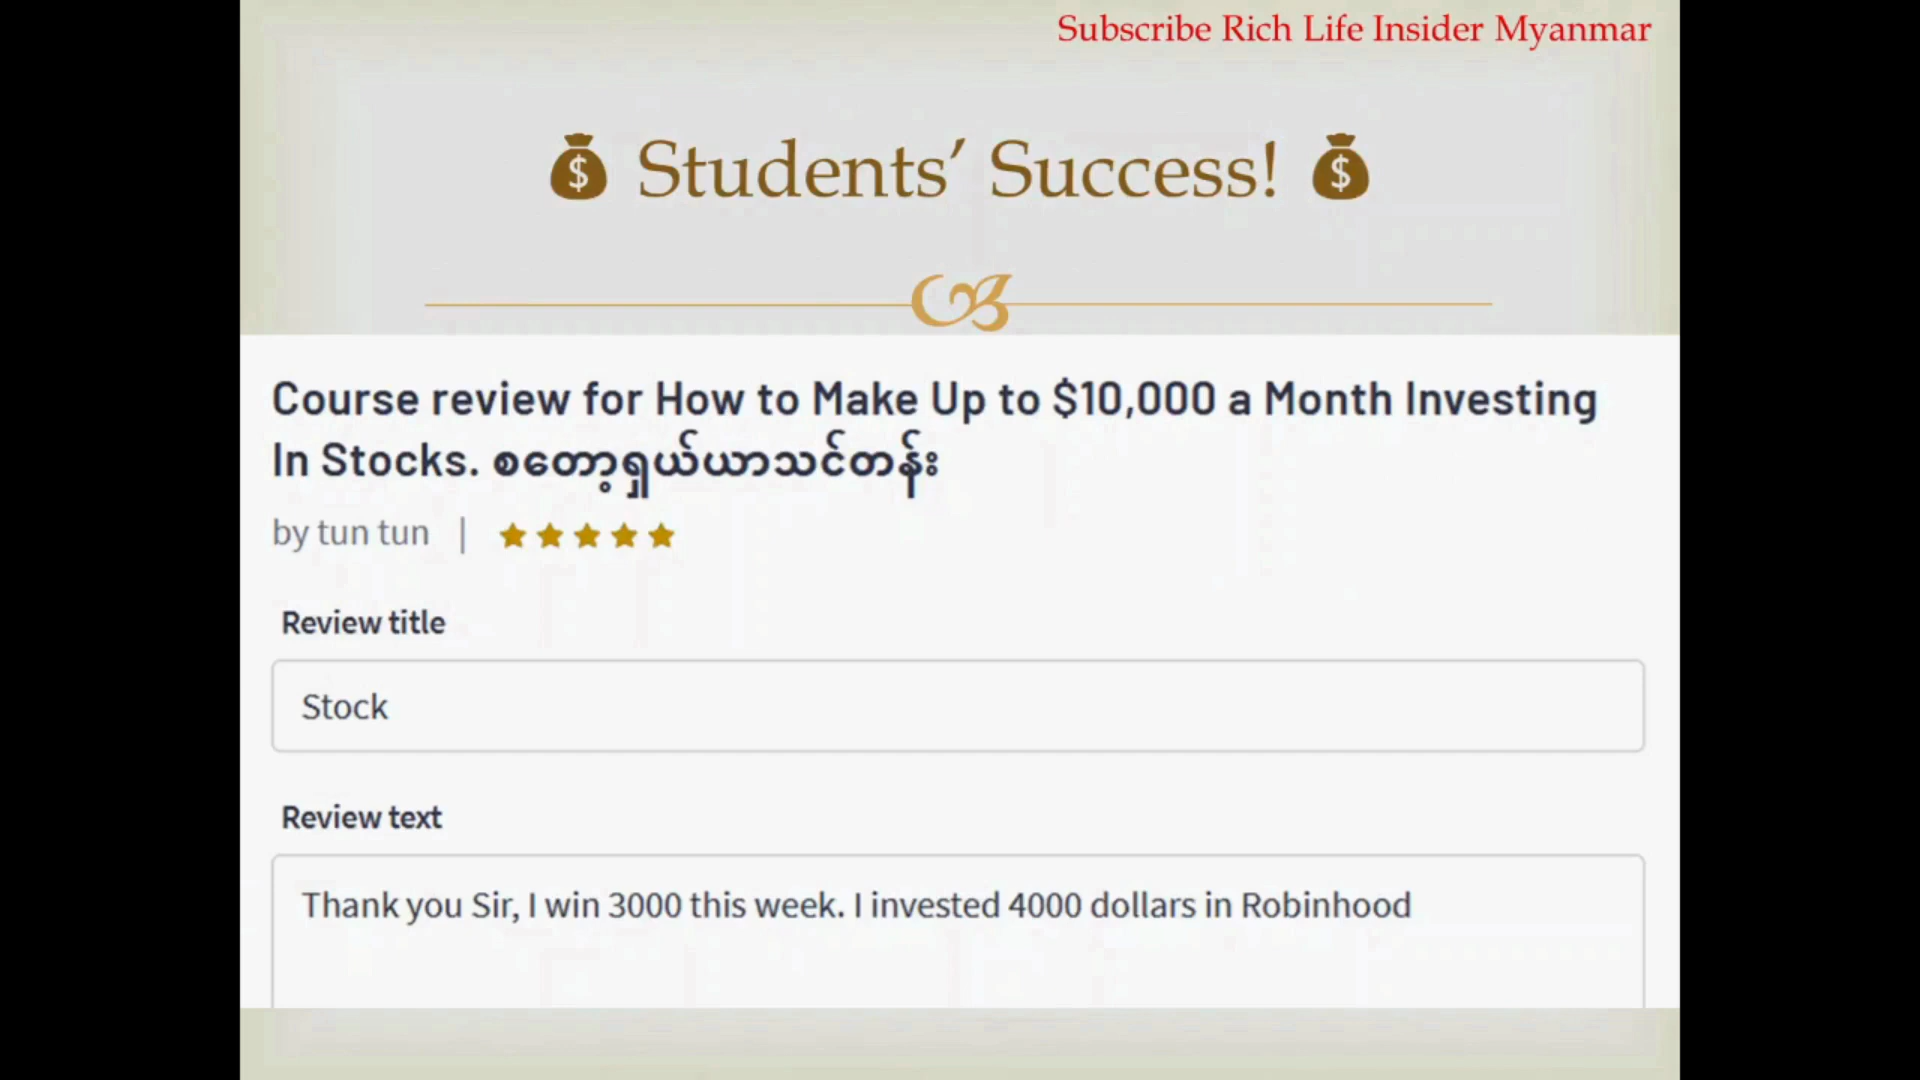 Subscribe Rich Life Insider Myanmar
Students’ Success!
Course review for How to Make Up to $10,000 a Month Investing
In Stocks. စတော့ရှယ်ယာသင်တန်း
by tun tun |
Review title
Stock
Review text
Thank you Sir, I win 3000 this week. I invested 4000 dollars in Robinhood